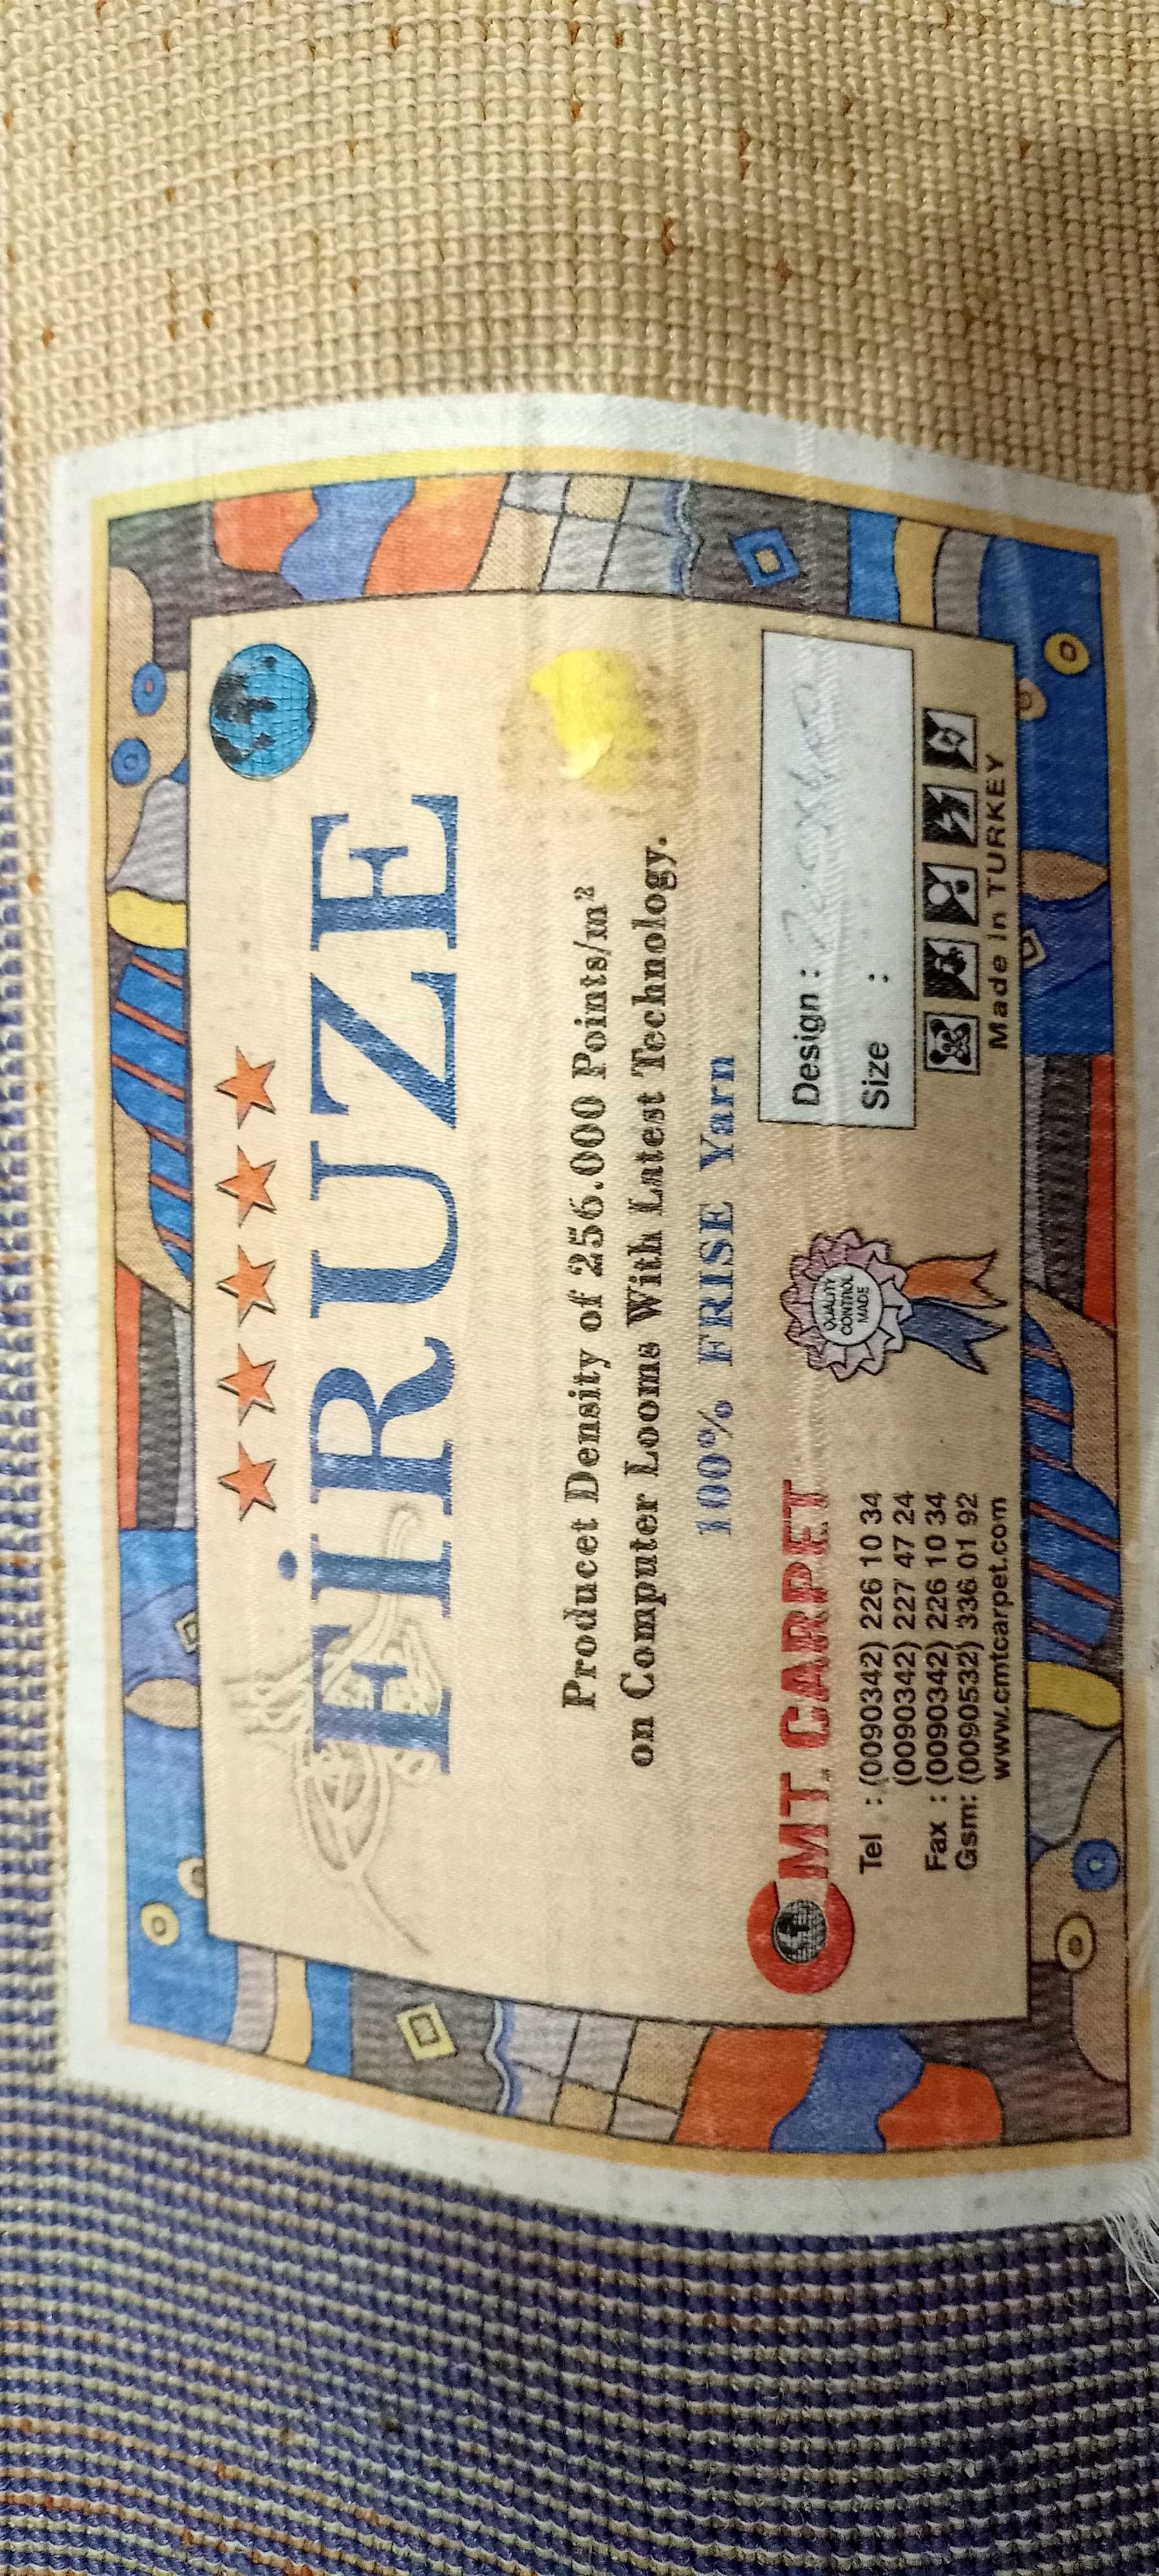 FİRUZE
Producet Density of 256.000 Points/m²
on Computer Looms With Latest Technology.
100% FRISE Yarn
CMT. CARPET
Tel : (0090342) 226 10 34
(0090342) 227 47 24
Fax : (0090342) 226 10 34
Gsm: (0090532) 336 01 92
www.cmtcarpet.com
QUALITY
CONTROL
MADE
Design :
Size :
Made In TURKEY